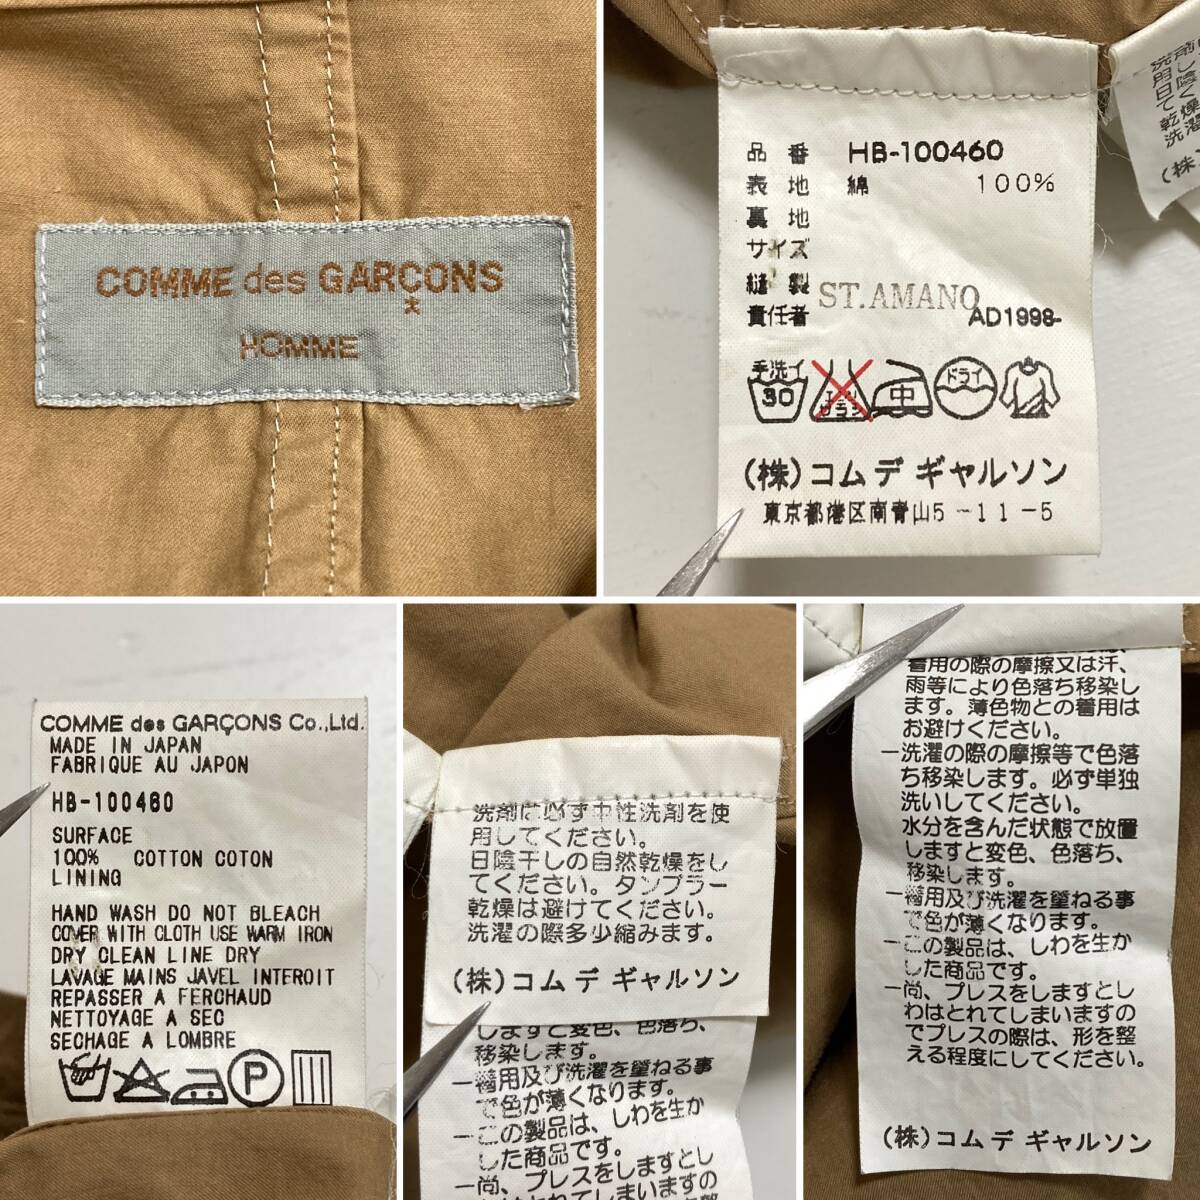 COMME des GARÇONS
*
HOMME
品番 HB-100460
表地 綿 100%
裏地
サイズ
縫製
責任者 ST.AMANO
AD1998-
手洗イ
30
中
ドライ
(株)コム デ ギャルソン
東京都港区南青山5-11-5
COMME des GARÇONS Co.,Ltd.
MADE IN JAPAN
FABRIQUE AU JAPON
HB-100460
SURFACE
100% COTTON COTON
LINING
HAND WASH DO NOT BLEACH
COVER WITH CLOTH USE WARM IRON
DRY CLEAN LINE DRY
LAVAGE MAINS JAVEL INTERDIT
REPASSER A FERCHAUD
NETTOYAGE A SEC
SECHAGE A LOMBRE
P
洗剤は必ず中性洗剤を使
用してください。
日陰干しの自然乾燥をし
てください。タンブラー
乾燥は避けてください。
洗濯の際多少縮みます。
(株)コム デ ギャルソン
しますと変色、色落ち、
移染します。
一着用及び洗濯を重ねる事
で色が薄くなります。
一この製品は、しわを生か
した商品です。
一尚、プレスをしますとし
着用の際の摩擦又は汗、
雨等により色落ち移染し
ます。薄色物との着用は
お避けください。
一洗濯の際の摩擦等で色落
ち移染します。必ず単独
洗いしてください。
水分を含んだ状態で放置
しますと変色、色落ち、
移染します。
一着用及び洗濯を重ねる事
で色が薄くなります。
一この製品は、しわを生か
した商品です。
一尚、プレスをしますとし
わはとれてしまいますの
でプレスの際は、形を整
える程度にしてください。
(株)コム デ ギャルソン